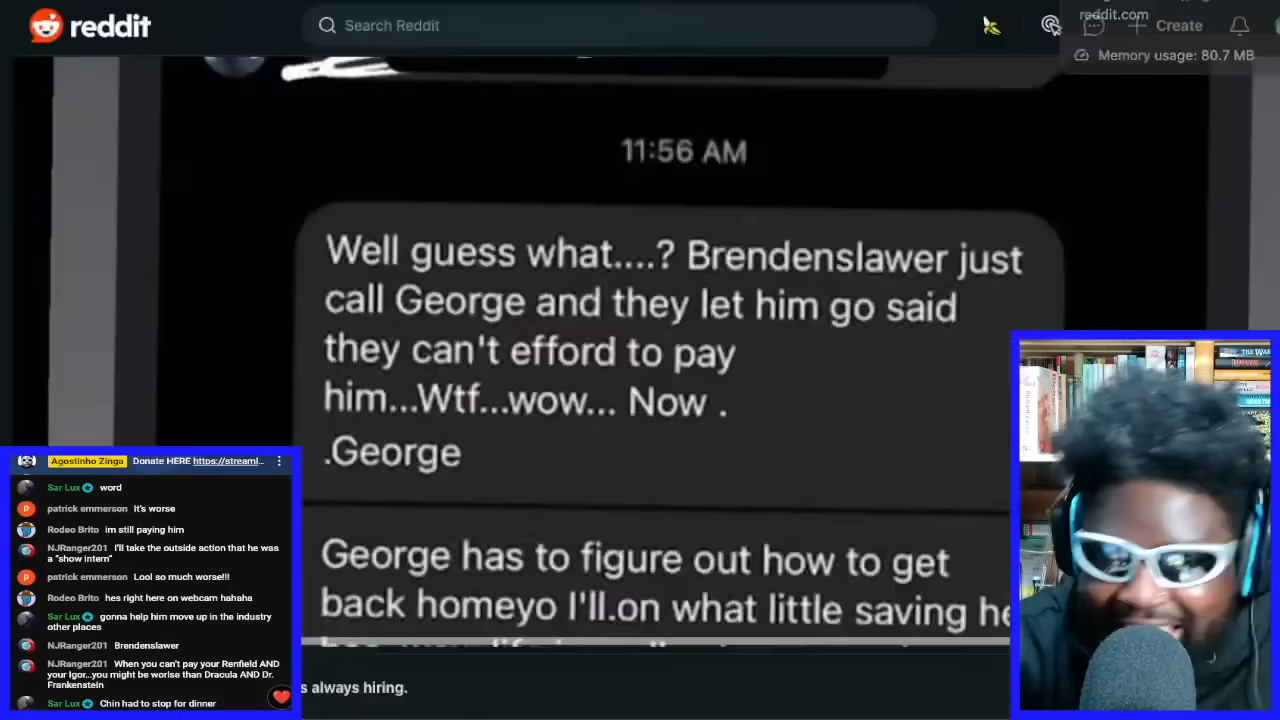 reddit
Search Reddit
reddit.com
Create
Memory usage: 80.7 MB
11:56 AM
Well guess what....? Brendenslawer just
call George and they let him go said
they can't efford to pay
him...Wtf...wow... Now .
.George
George has to figure out how to get
back homeyo I'll.on what little saving he
s always hiring.
Agostinho Zinga Donate HERE https://streaml...
Sar Lux word
patrick emmerson It's worse
Rodeo Brito im still paying him
NJRanger201 I'll take the outside action that he was
a "show intern"
patrick emmerson Lool so much worse!!!
Rodeo Brito hes right here on webcam hahaha
Sar Lux gonna help him move up in the industry
other places
NJRanger201 Brendenslawer
NJRanger201 When you can't pay your Renfield AND
your Igor...you might be worlse than Dracula AND Dr.
Frankenstein
Sar Lux Chin had to stop for dinner